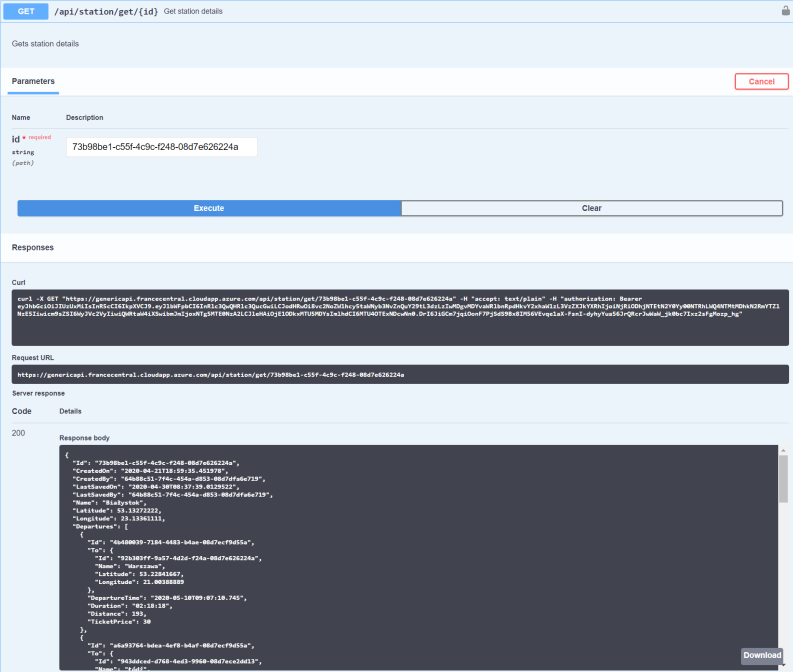 GET /api/station/get/{id} Get station details
Gets station details
Parameters
Cancel
Name Description
id * required
string
(path)
73b98be1-c55f-4c9c-f248-08d7e626224a
Execute Clear
Responses
Curl
curl -X GET "https://genericapi.francecentral.cloudapp.azure.com/api/station/get/73b98be1-c55f-4c9c-f248-08d7e626224a" -H "accept: text/plain" -H "authorization: Bearer
Request URL
https://genericapi.francecentral.cloudapp.azure.com/api/station/get/73b98be1-c55f-4c9c-f248-08d7e626224a
Server response
Code Details
200
Response body
{
"Id": "73b98be1-c55f-4c9c-f248-08d7e626224a",
"CreatedOn": "2020-04-21T18:59:35.451978",
"CreatedBy": "64b88c51-7f4c-454a-d853-08d7dfa6e719",
"LastSavedOn": "2020-04-30T08:37:39.0129522",
"LastSavedBy": "64b88c51-7f4c-454a-d853-08d7dfa6e719",
"Name": "Białystok",
"Latitude": 53.13272222,
"Longitude": 23.13361111,
"Departures": [
{
"Id": "4b480039-7184-4483-b4ae-08d7ecf9d55a",
"To": {
"Id": "92b303ff-9a57-4d2d-f24a-08d7e626224a",
"Name": "Warszawa",
"Latitude": 53.22841667,
"Longitude": 21.00388889
},
"DepartureTime": "2020-05-10T09:07:10.745",
"Duration": "02:18:18",
"Distance": 193,
"TicketPrice": 30
},
{
"Id": "a6a93764-bdea-4ef8-b4af-08d7ecf9d55a",
"To": {
"Id": "943ddced-d768-4ed3-9960-08d7ece2dd13",
"Name": "Łódź",
Download